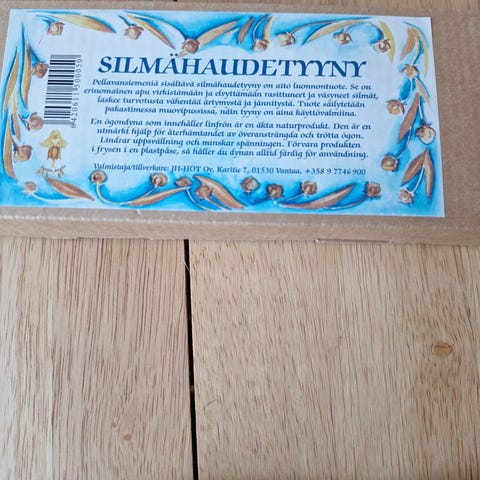 SILMÄHAUDETYYNY
Pellavansiemeniä sisältävä silmähaudetyyny on aito luonnontuote. Se on
erinomainen apu virkistämään ja elvyttämään rasittuneet ja väsyneet silmät,
laskee turvotusta vähentää ärtymystä ja jännitystä. Tuote säilytetään
pakastimessa muovipussissa, näin tyyny on aina käyttövalmiina.
En ögondyna som innehåller linfrön är en äkta naturprodukt. Den är en
utmärkt hjälp för återhämtandet av överansträngda och trötta ögon.
Lindrar uppsvällning och minskar spänningen. Förvara produkten
i frysen i en plastpåse, så håller du dynan alltid färdig för användning.
Valmistaja/tillverkare: JH-HOT Oy, Karitie 7, 01530 Vantaa, +358 9 7746 900